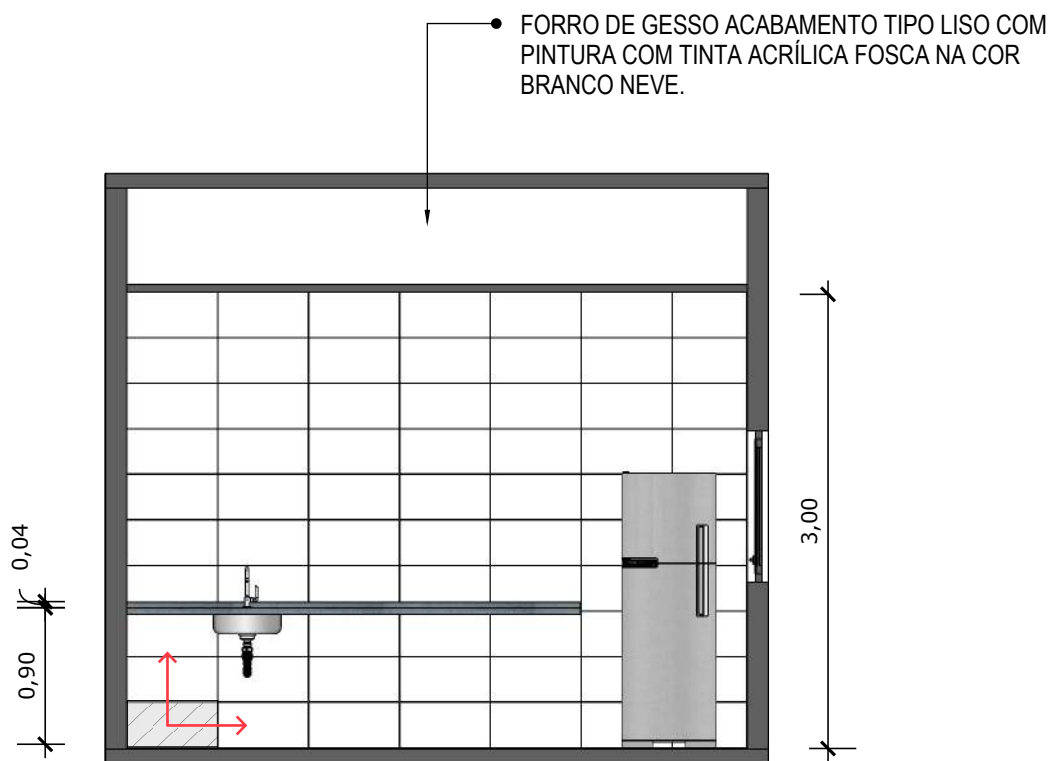 FORRO DE GESSO ACABAMENTO TIPO LISO COM
PINTURA COM TINTA ACRÍLICA FOSCA NA COR
BRANCO NEVE.
0,04
3,00
0,90